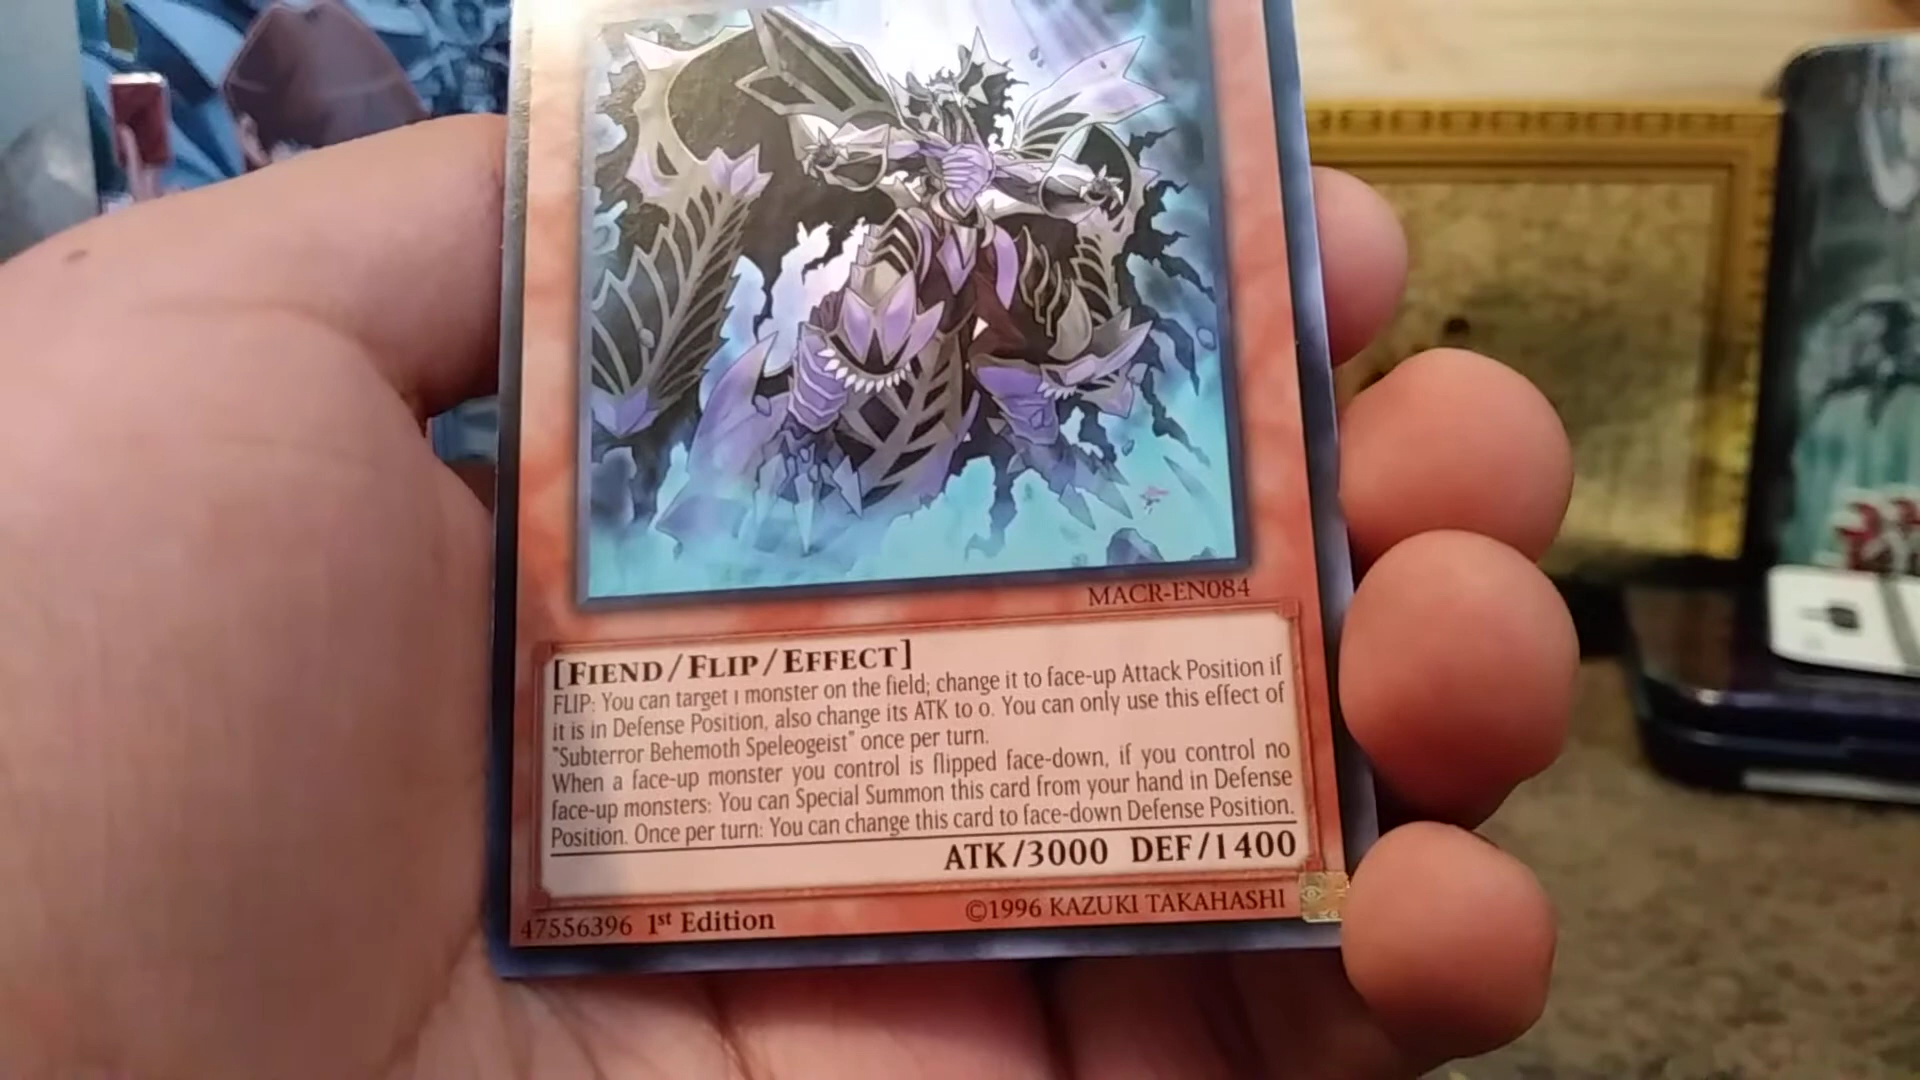 MACR-EN084
[FIEND/FLIP/EFFECT]
FLIP: You can target 1 monster on the field; change it to face-up Attack Position if
it is in Defense Position, also change its ATK to 0. You can only use this effect of
"Subterror Behemoth Speleogeist" once per turn.
When a face-up monster you control is flipped face-down, if you control no
face-up monsters: You can Special Summon this card from your hand in Defense
Position. Once per turn: You can change this card to face-down Defense Position.
ATK/3000 DEF/1400
47556396 1st Edition
©1996 KAZUKI TAKAHASHI